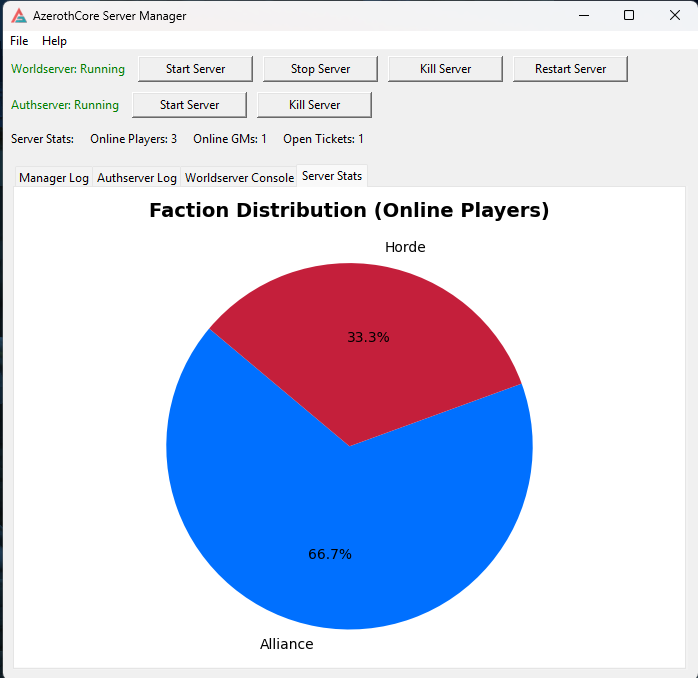 AzerothCore Server Manager
File Help
Worldserver: Running Start Server Stop Server Kill Server Restart Server
Authserver: Running Start Server Kill Server
Server Stats: Online Players: 3 Online GMs: 1 Open Tickets: 1
Manager Log Authserver Log Worldserver Console Server Stats
Faction Distribution (Online Players)
Horde
33.3%
66.7%
Alliance